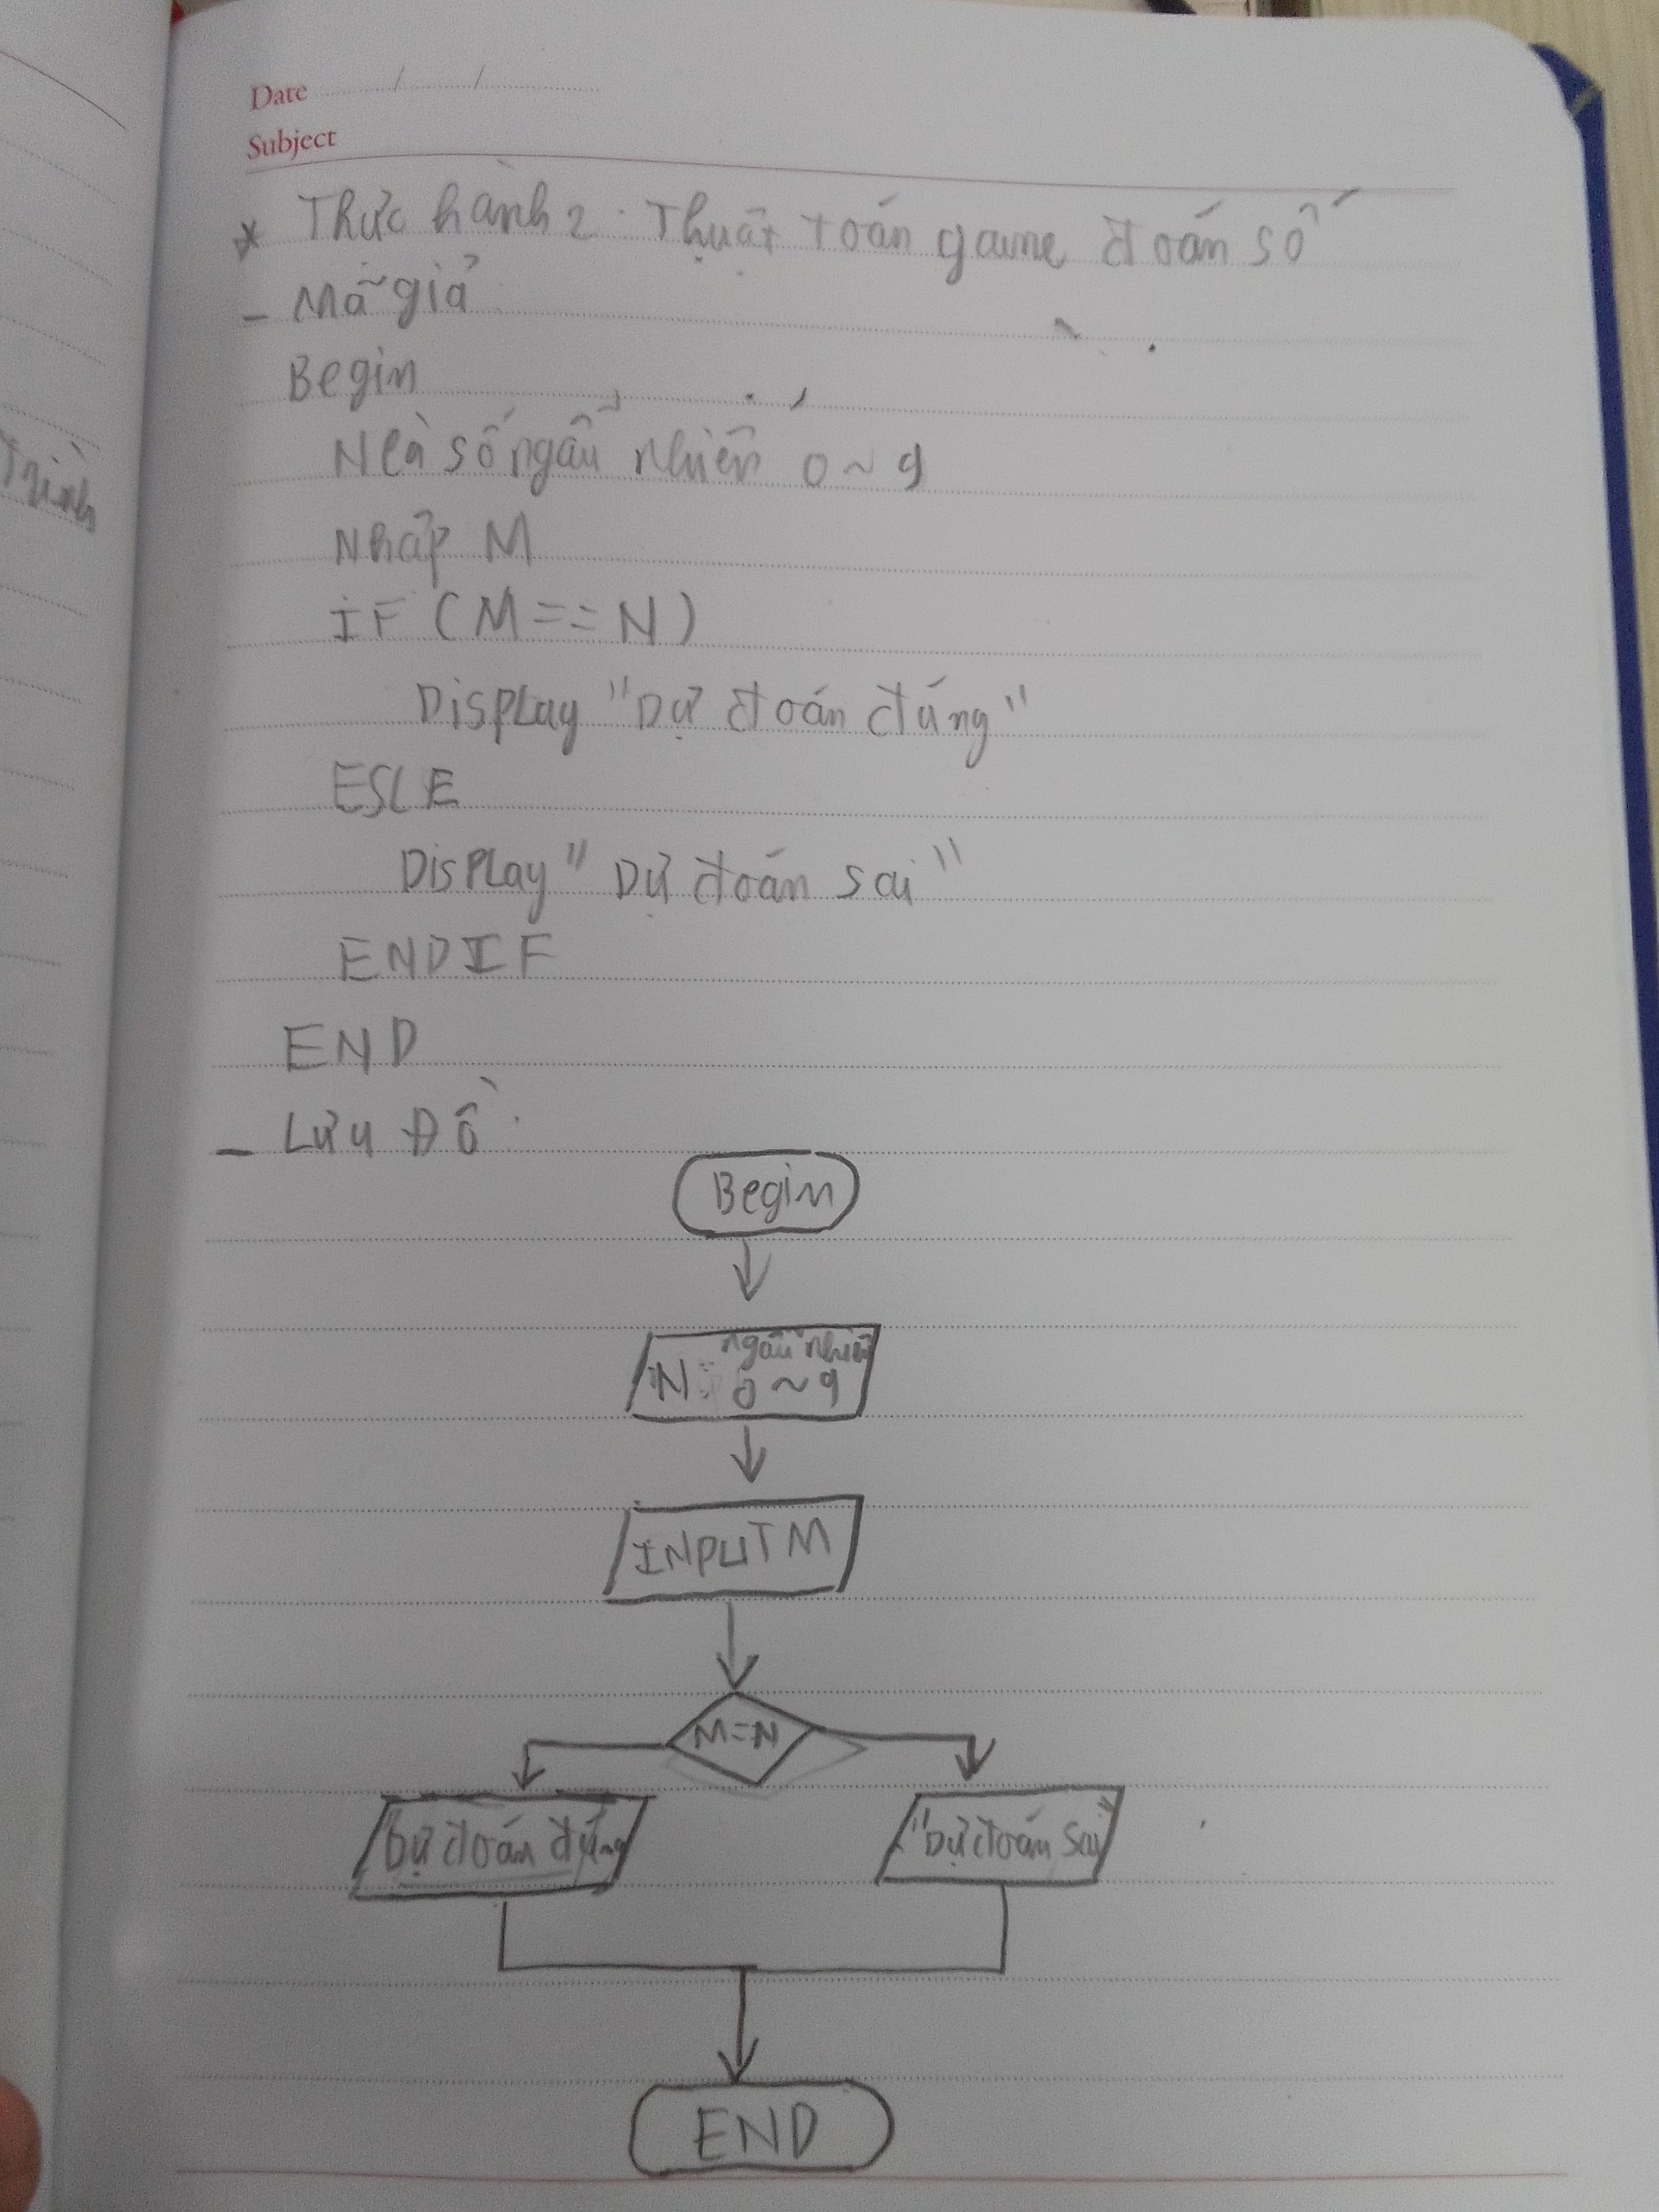 Date / /
Subject
* Thực hành 2: Thuật toán game đoán số
- Mã giả
Begin
N là số ngẫu nhiên 0 ~ 9
Nhập M
IF (M == N)
Display "Dự đoán đúng"
ESLE
Display "Dự đoán sai"
ENDIF
END
- Lưu Đồ:
Begin
ngẫu nhiên
N: 0 ~ 9
INPUT M
M=N
"Dự đoán đúng
"Dự đoán sai"
END
Trình